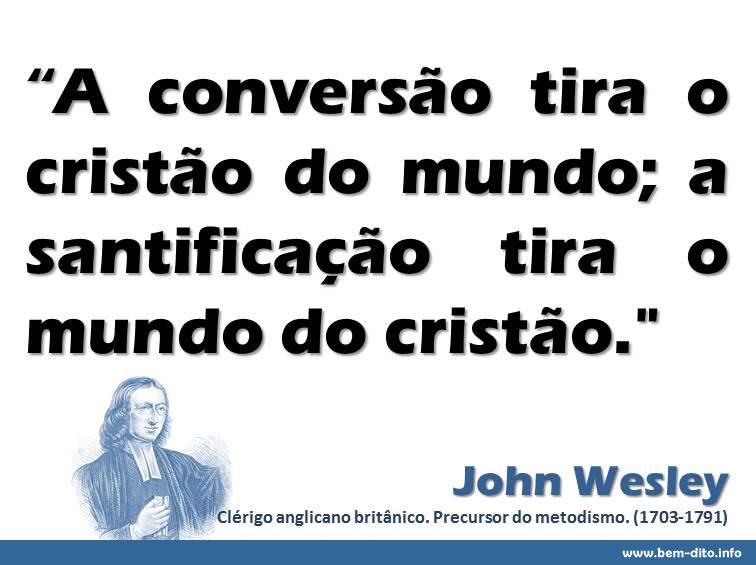 “A conversão tira o
cristão do mundo; a
santificação tira o
mundo do cristão."
John Wesley
Clérigo anglicano britânico. Precursor do metodismo. (1703-1791)
www.bem-dito.info